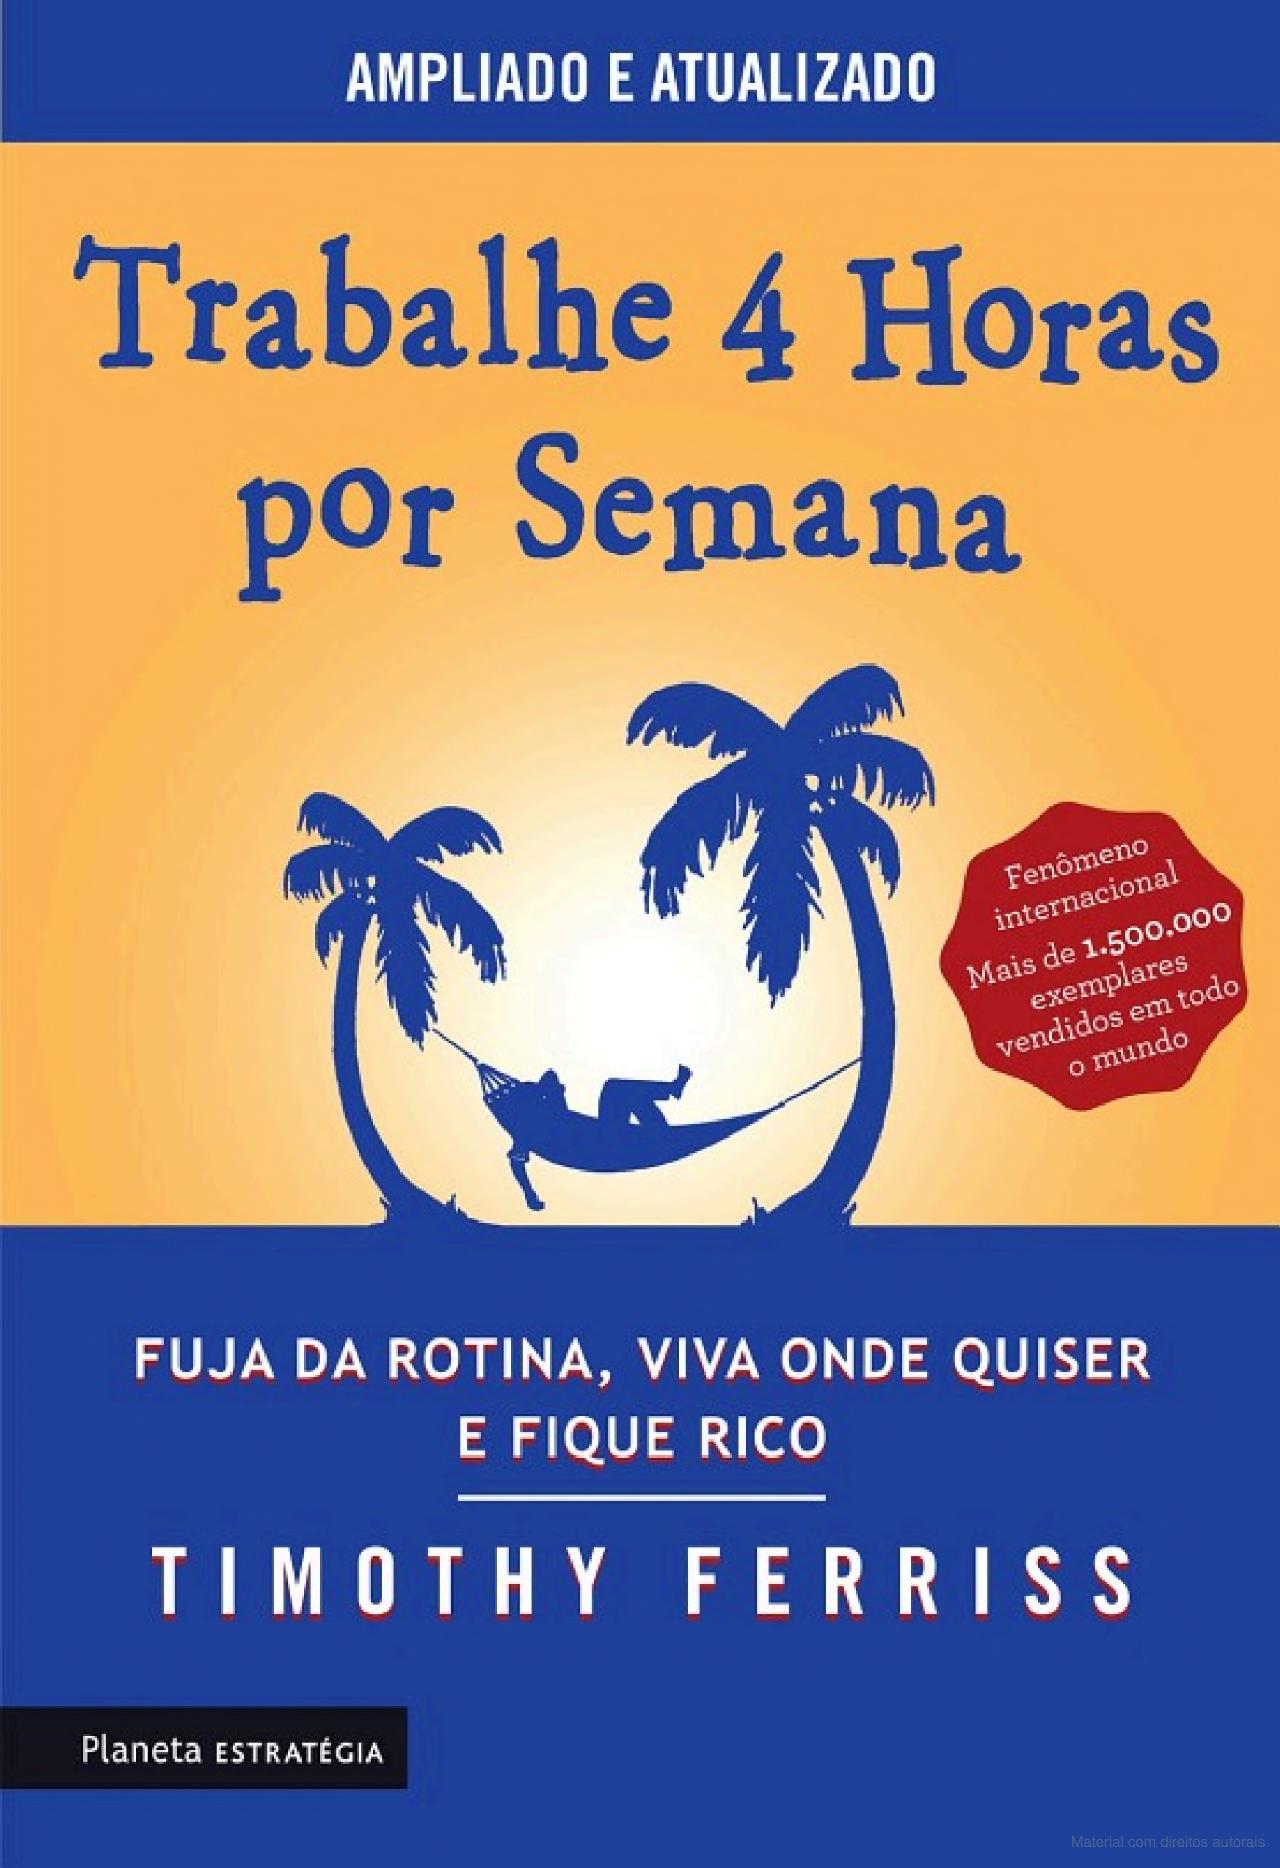 AMPLIADO E ATUALIZADO
Trabalhe 4 Horas
por Semana
Fenômeno
internacional
Mais de 1.500.000
exemplares
vendidos em todo
o mundo
FUJA DA ROTINA, VIVA ONDE QUISER
E FIQUE RICO
TIMOTHY FERRISS
Planeta ESTRATÉGIA
Material com direitos autorais